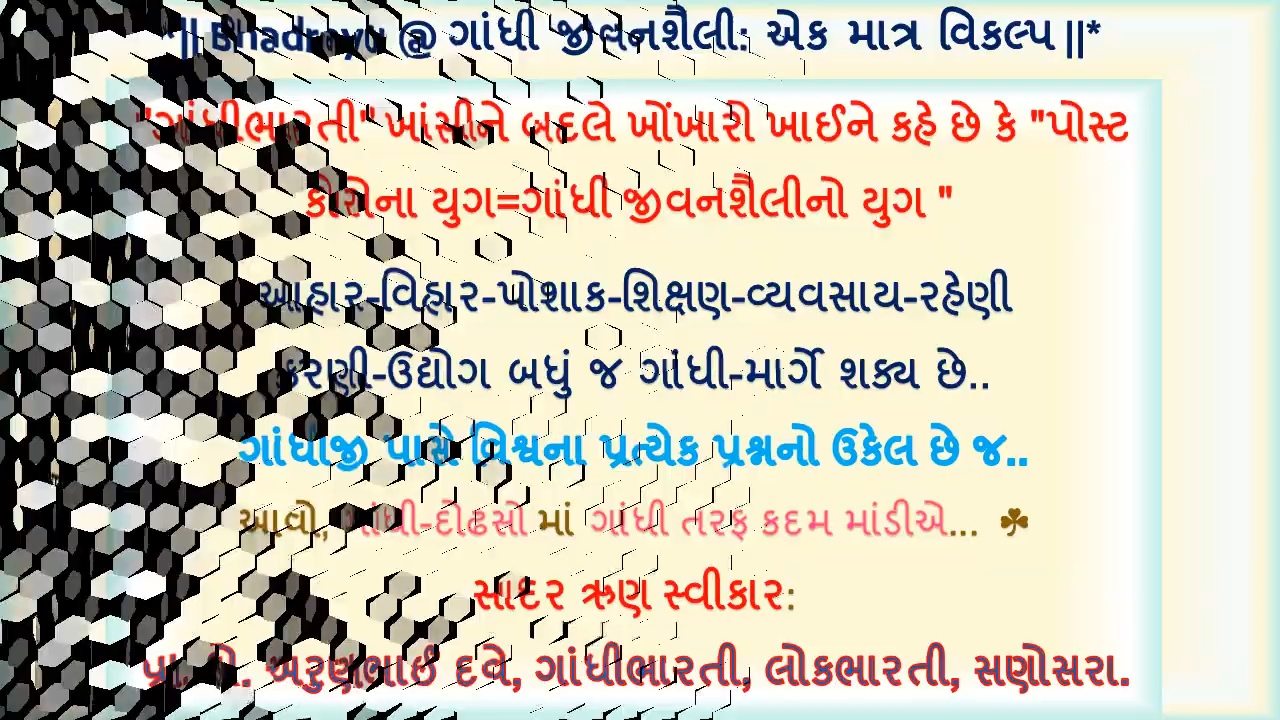 *|| Bhadrayu @ ગાંધી જીવનશૈલી: એક માત્ર વિકલ્પ ||*
"ગાંધીભારતી" ખાંસીને બદલે ખોંખારો ખાઈને કહે છે કે "પોસ્ટ
કોરોના યુગ=ગાંધી જીવનશૈલીનો યુગ "
આહાર-વિહાર-પોશાક-શિક્ષણ-વ્યવસાય-રહેણી
કરણી-ઉદ્યોગ બધું જ ગાંધી-માર્ગે શક્ય છે..
ગાંધીજી પાસે વિશ્વના પ્રત્યેક પ્રશ્નનો ઉકેલ છે જ..
આવો, ગાંધી-દોઢસો માં ગાંધી તરફ કદમ માંડીએ... ☘
સાદર ઋણ સ્વીકાર:
પ્રા. અરુણભાઈ દવે, ગાંધીભારતી, લોકભારતી, સણોસરા.